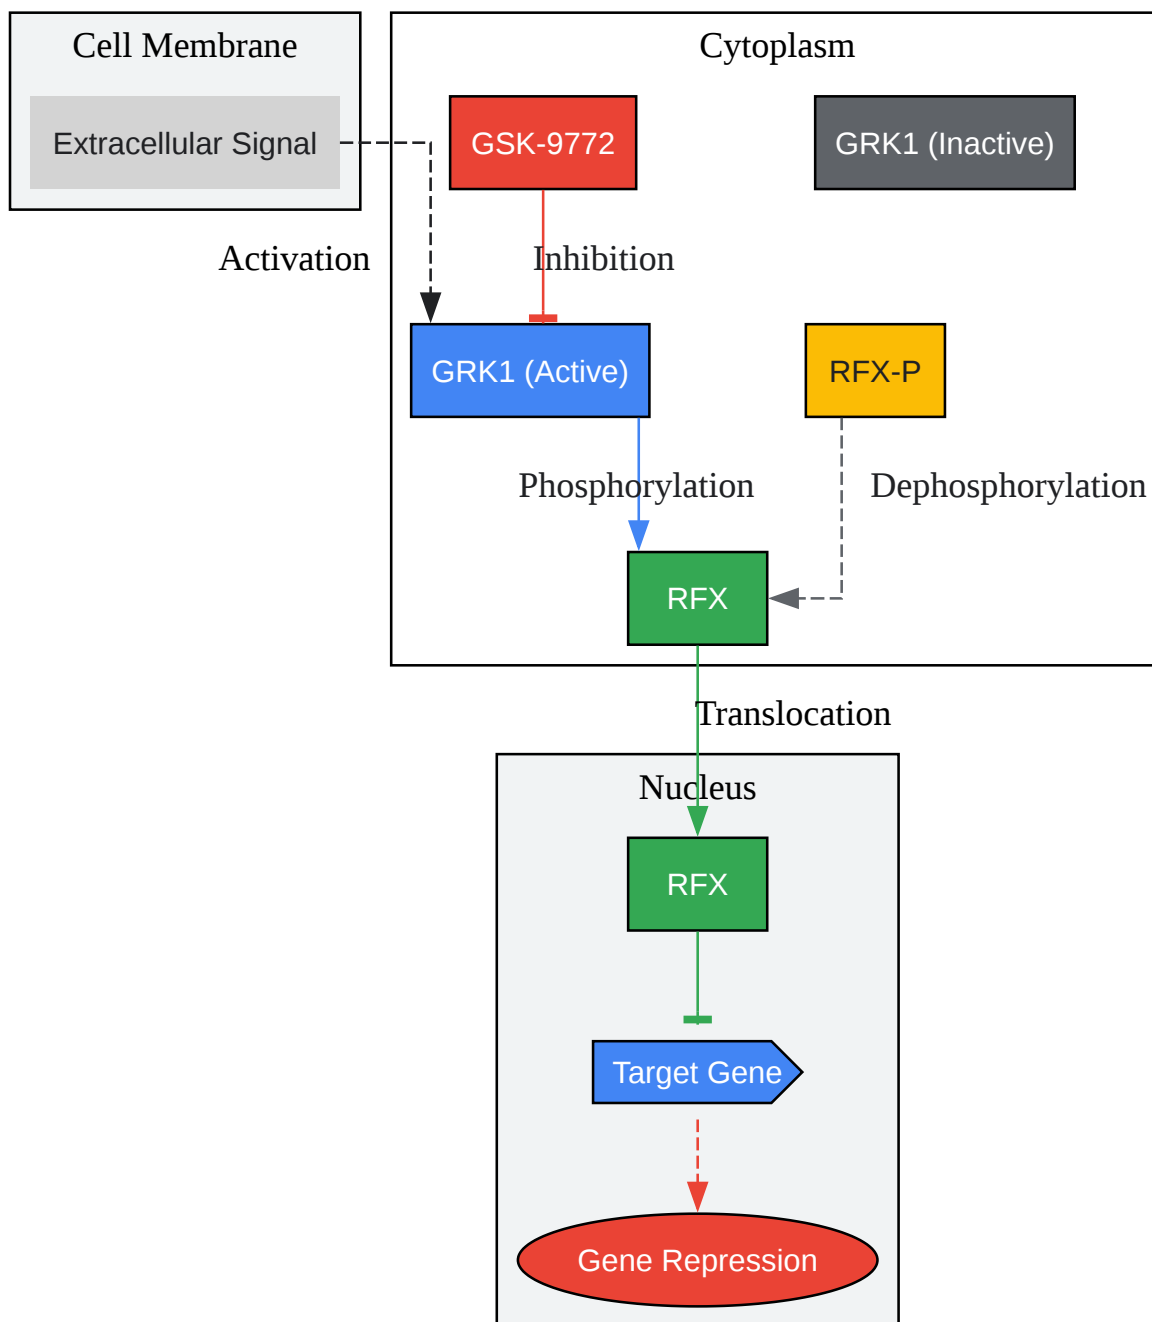 Cell Membrane
Cytoplasm
Extracellular Signal
GSK-9772
GRK1 (Inactive)
Activation
Inhibition
GRK1 (Active)
RFX-P
Phosphorylation
Dephosphorylation
RFX
Translocation
Nucleus
RFX
Target Gene
Gene Repression